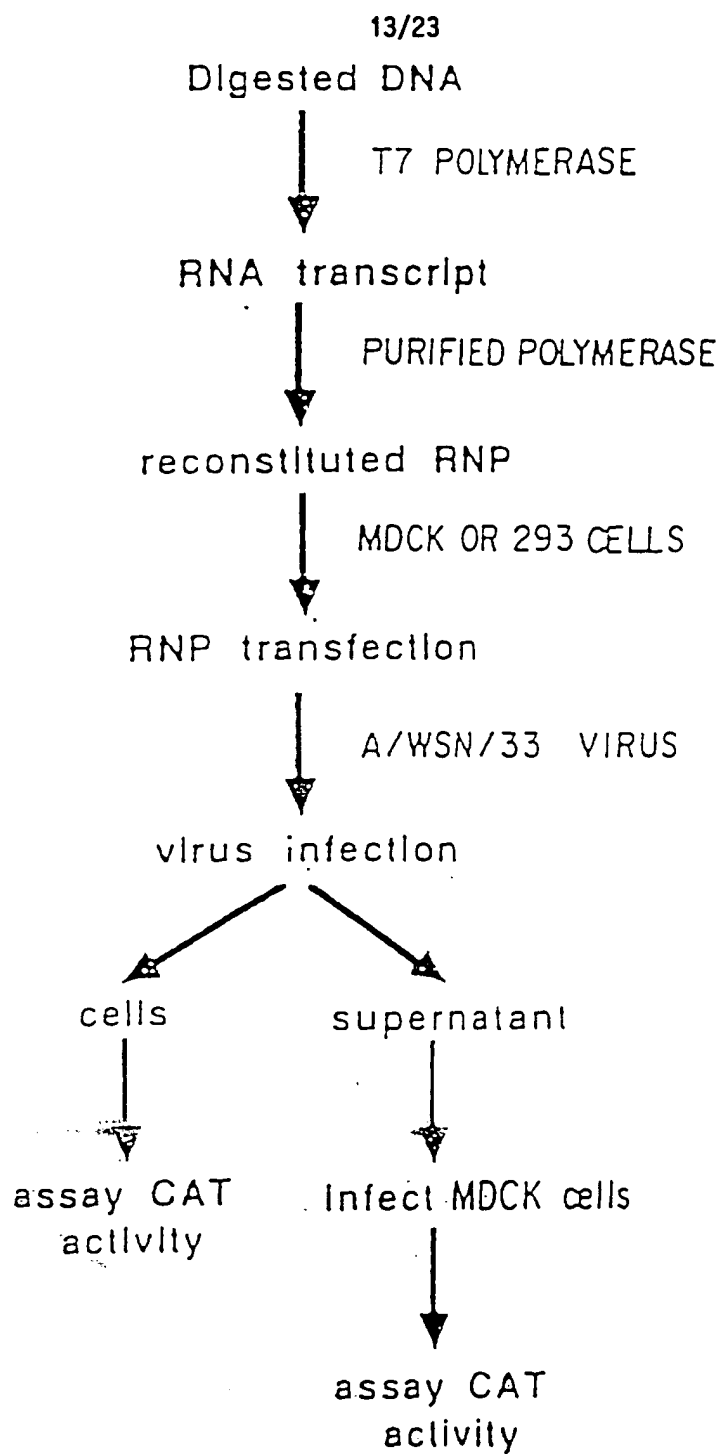 13/23
Digested DNA
T7 POLYMERASE
RNA transcript
PURIFIED POLYMERASE
reconstituted RNP
MDCK OR 293 CELLS
RNP transfection
A/WSN/33 VIRUS
virus infection
cells
supernatant
assay CAT
activity
infect MDCK cells
assay CAT
activity